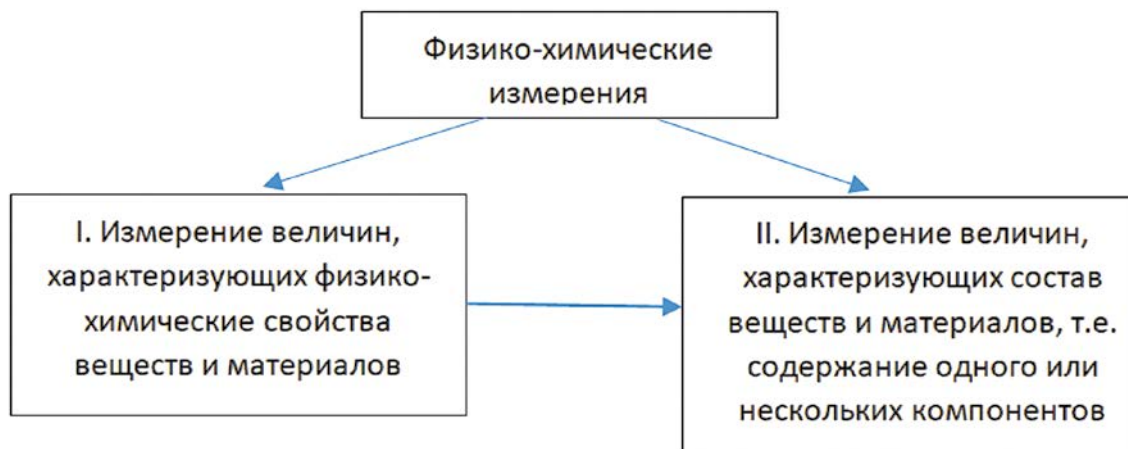 Физико-химические
измерения
I. Измерение величин,
характеризующих физико-
химические свойства
веществ и материалов
II. Измерение величин,
характеризующих состав
веществ и материалов, т.е.
содержание одного или
нескольких компонентов